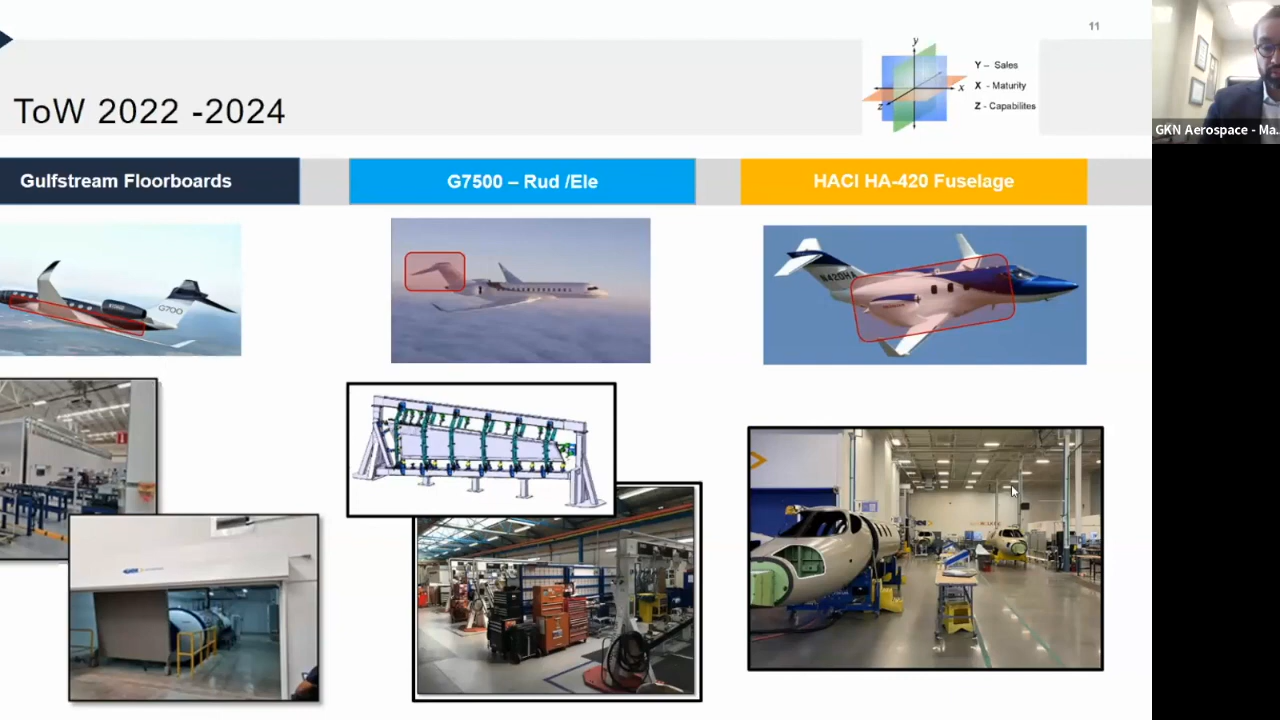 11
ToW 2022 -2024
y
x
z
Y – Sales
X - Maturity
Z - Capabilites
GKN Aerospace - Ma...
Gulfstream Floorboards
G7500 – Rud /Ele
HACI HA-420 Fuselage
G700
N420HA